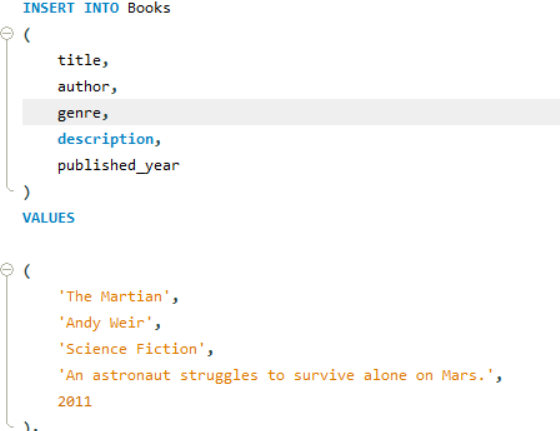 INSERT INTO Books
(
title,
author,
genre,
description,
published_year
)
VALUES
(
'The Martian',
'Andy Weir',
'Science Fiction',
'An astronaut struggles to survive alone on Mars.',
2011
),